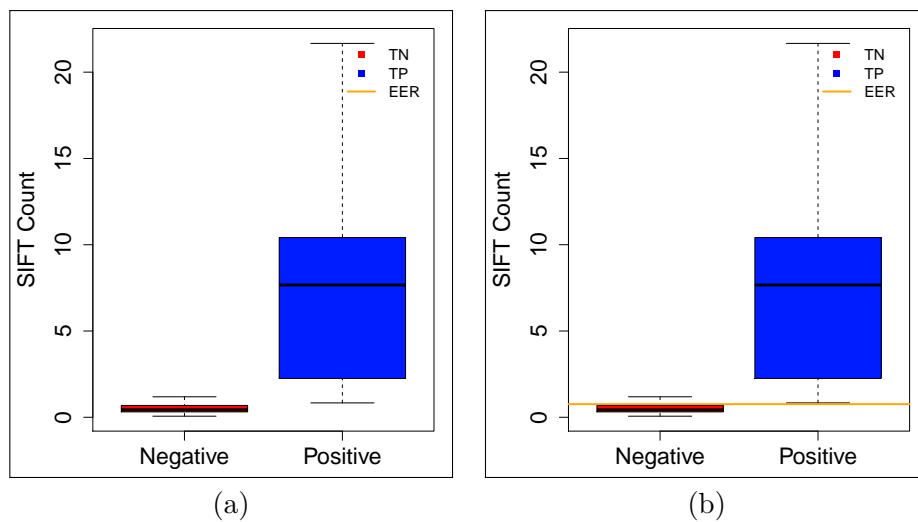 TN
TP
EER
SIFT Count
20
15
10
5
0
Negative Positive
(a)
TN
TP
EER
SIFT Count
20
15
10
5
0
Negative Positive
(b)